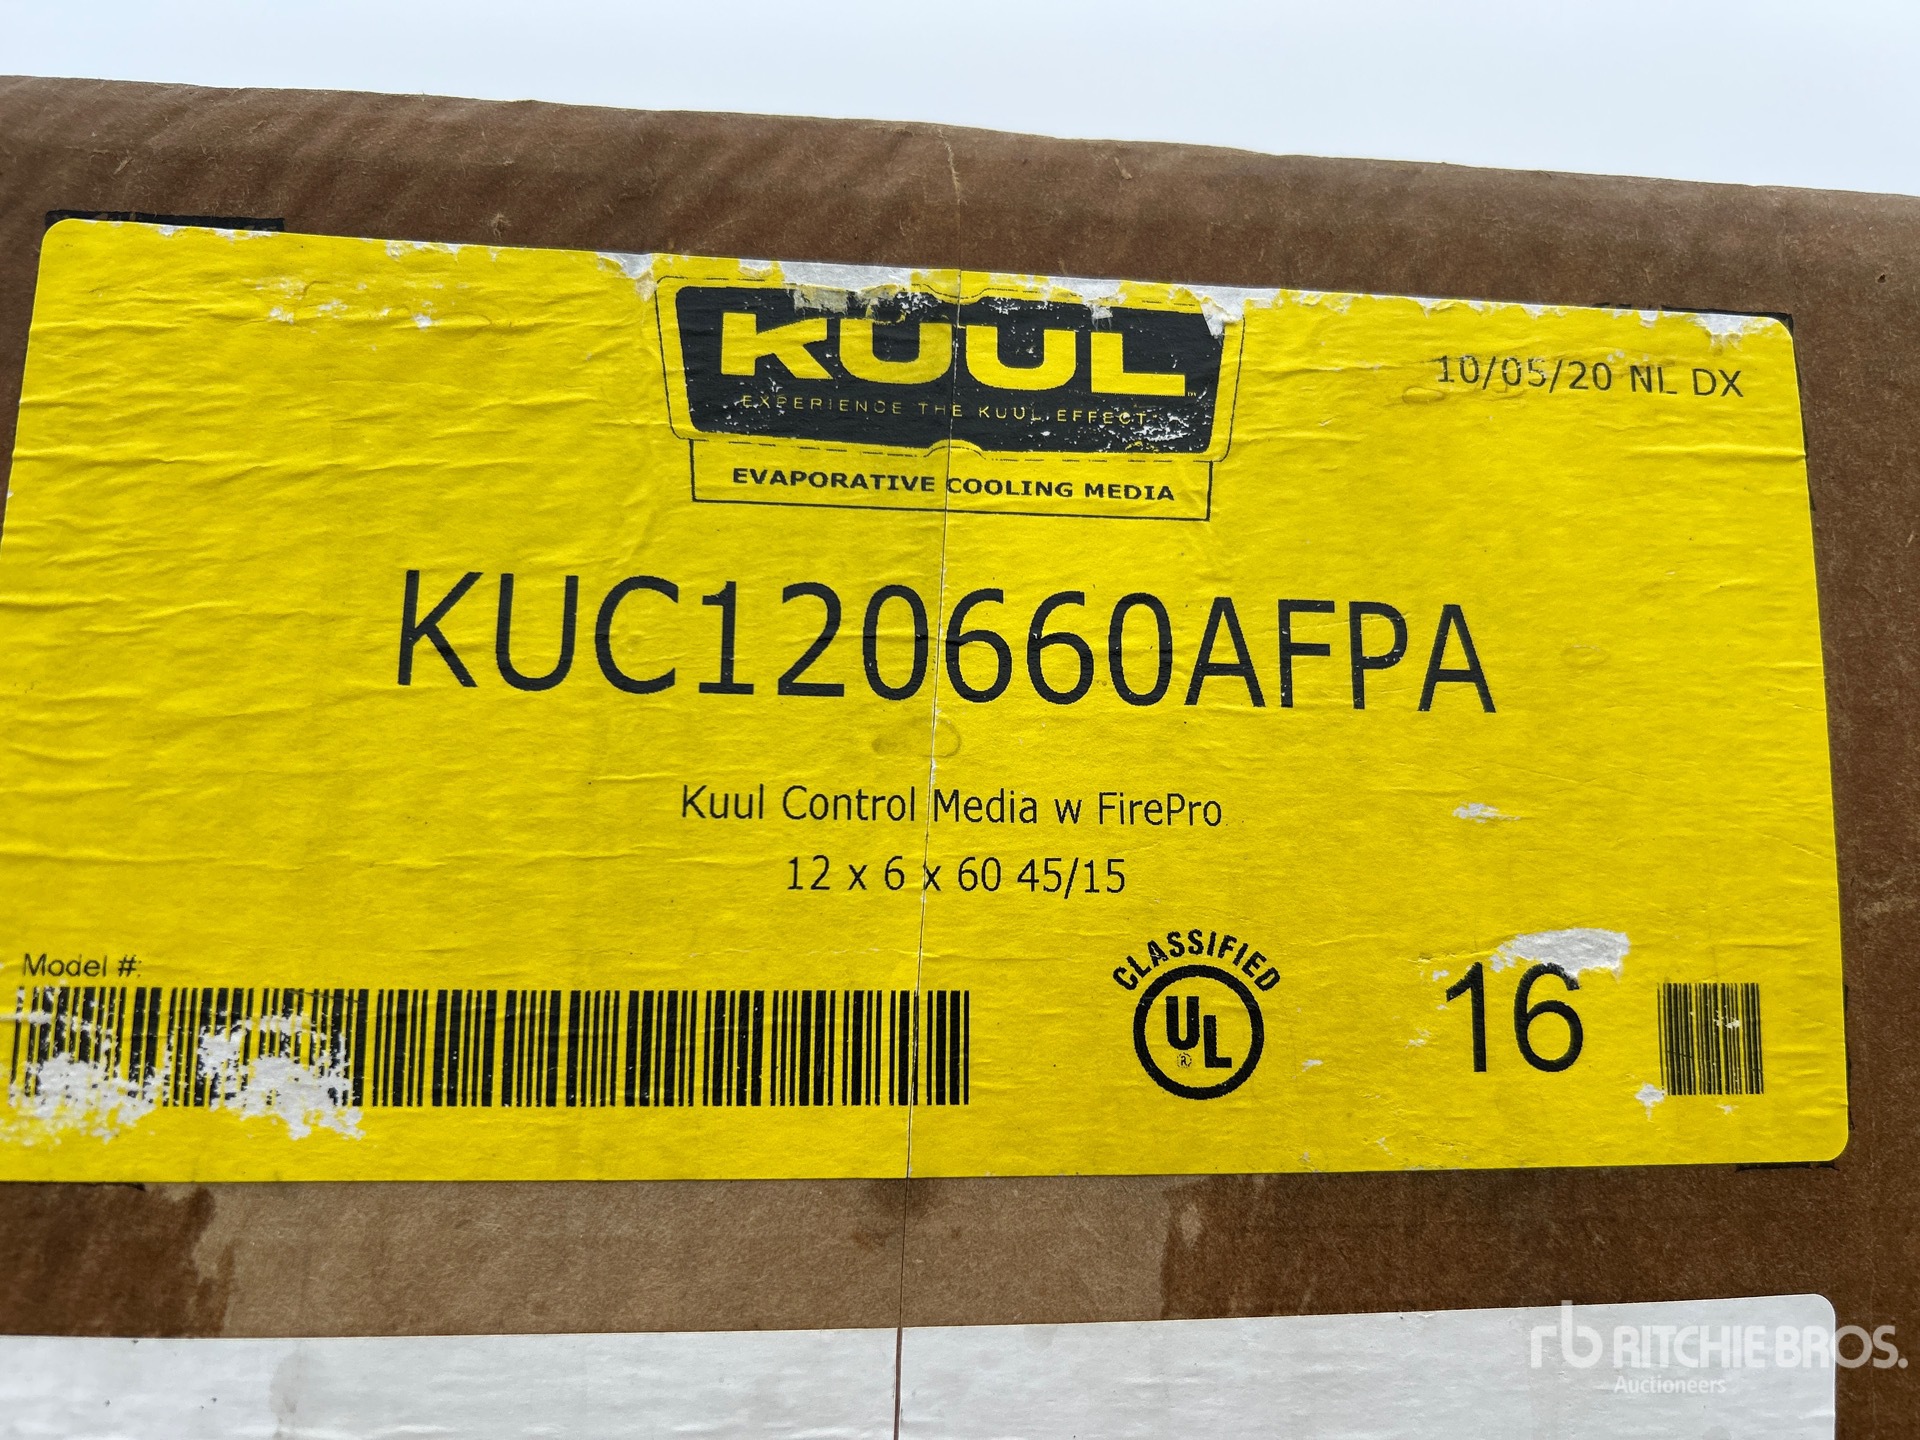 KUUL
EXPERIENCE THE KUUL EFFECT
EVAPORATIVE COOLING MEDIA
10/05/20 NL DX
KUC120660AFPA
Kuul Control Media w FirePro
12 x 6 x 60 45/15
Model #:
CLASSIFIED
UL
16
rb RITCHIE BROS.
Auctioneers